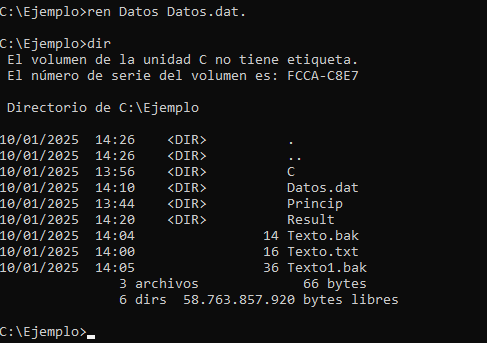 C:\Ejemplo>ren Datos Datos.dat.
C:\Ejemplo>dir
 El volumen de la unidad C no tiene etiqueta.
 El número de serie del volumen es: FCCA-C8E7
 Directorio de C:\Ejemplo
10/01/2025  14:26    <DIR>          .
10/01/2025  14:26    <DIR>          ..
10/01/2025  13:56    <DIR>          C
10/01/2025  14:10    <DIR>          Datos.dat
10/01/2025  13:44    <DIR>          Princip
10/01/2025  14:20    <DIR>          Result
10/01/2025  14:04                14 Texto.bak
10/01/2025  14:00                16 Texto.txt
10/01/2025  14:05                36 Texto1.bak
               3 archivos             66 bytes
               6 dirs  58.763.857.920 bytes libres
C:\Ejemplo>